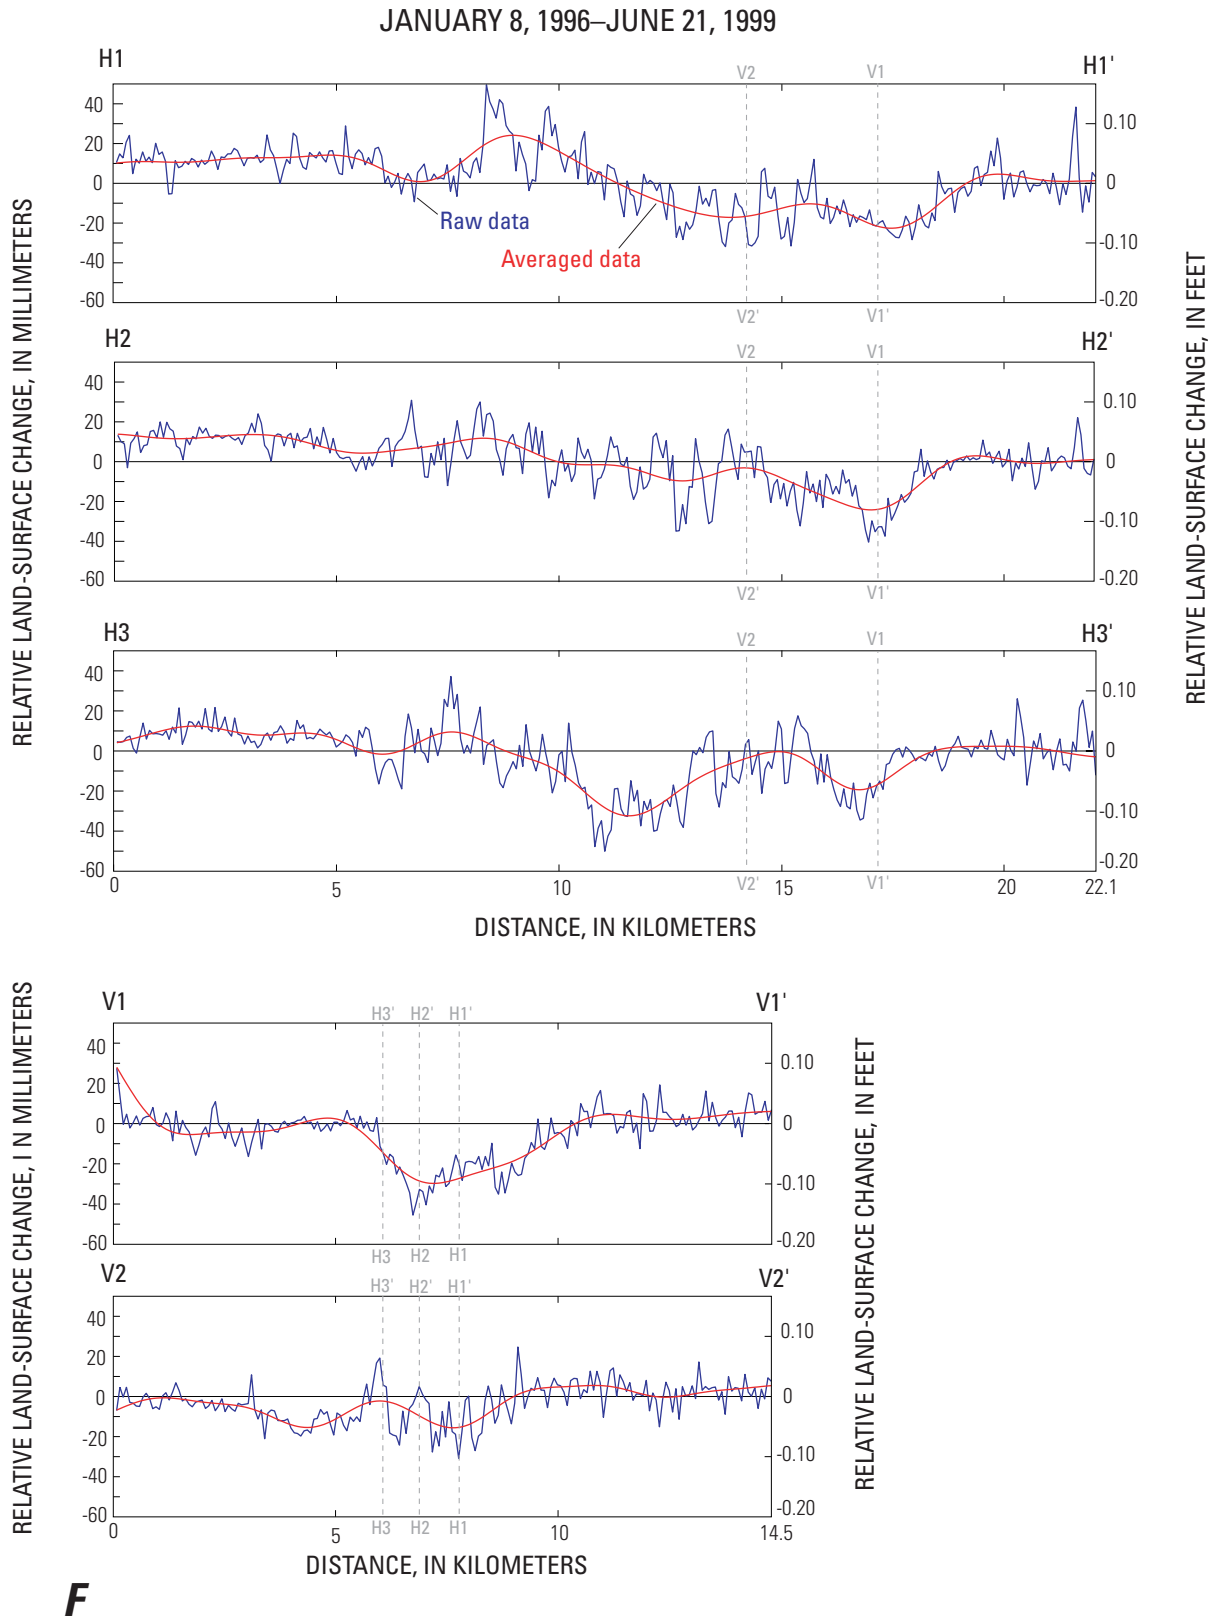 JANUARY 8, 1996–JUNE 21, 1999
H1
V2
V1
H1'
40
20
0
-20
-40
-60
0.10
0
-0.10
-0.20
Raw data
Averaged data
V2'
V1'
H2
V2
V1
H2'
40
20
0
-20
-40
-60
0.10
0
-0.10
-0.20
V2'
V1'
H3
V2
V1
H3'
40
20
0
-20
-40
-60
0.10
0
-0.10
-0.20
V2'
V1'
0
5
10
15
20
22.1
DISTANCE, IN KILOMETERS
RELATIVE LAND-SURFACE CHANGE, IN MILLIMETERS
RELATIVE LAND-SURFACE CHANGE, IN FEET
V1
H3'
H2'
H1'
V1'
40
20
0
-20
-40
-60
0.10
0
-0.10
-0.20
H3
H2
H1
V2
H3'
H2'
H1'
V2'
40
20
0
-20
-40
-60
0.10
0
-0.10
-0.20
H3
H2
H1
0
5
10
14.5
DISTANCE, IN KILOMETERS
RELATIVE LAND-SURFACE CHANGE, I N MILLIMETERS
RELATIVE LAND-SURFACE CHANGE, IN FEET
F